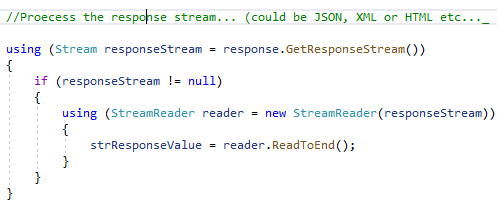 //Proecess the response stream... (could be JSON, XML or HTML etc..._
using (Stream responseStream = response.GetResponseStream())
{
if (responseStream != null)
{
using (StreamReader reader = new StreamReader(responseStream))
{
strResponseValue = reader.ReadToEnd();
}
}
}